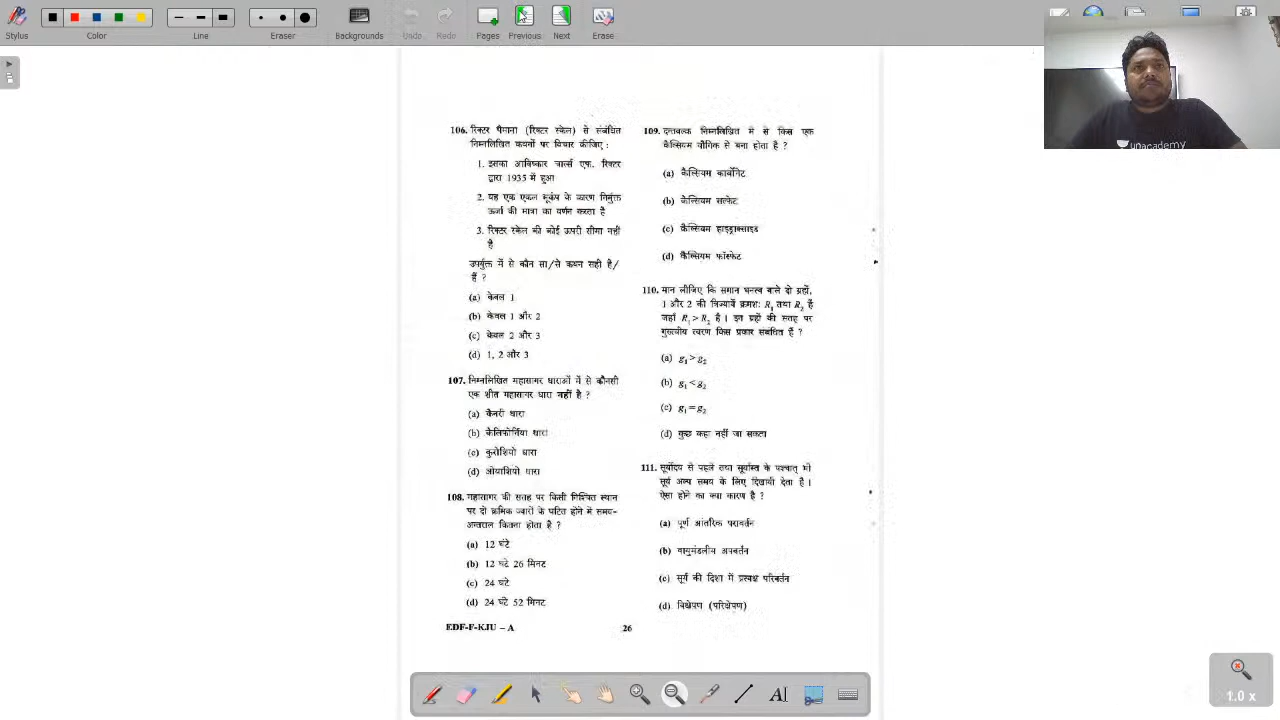 Stylus
Color
Line
Eraser
Backgrounds
Undo
Redo
Pages
Previous
Next
Erase
unacademy
106. रिक्टर पैमाना (रिक्टर स्केल) से संबंधित
निम्नलिखित कथनों पर विचार कीजिए :
1. इसका आविष्कार चार्ल्स एफ. रिक्टर
द्वारा 1935 में हुआ
2. यह एक एकल भूकंप के कारण निर्मुक्त
ऊर्जा की मात्रा का वर्णन करता है
3. रिक्टर स्केल की कोई ऊपरी सीमा नहीं
है
उपर्युक्त में से कौन सा/से कथन सही है/
हैं ?
(a) केवल 1
(b) केवल 1 और 2
(c) केवल 2 और 3
(d) 1, 2 और 3
107. निम्नलिखित महासागर धाराओं में से कौनसी
एक शीत महासागर धारा नहीं है ?
(a) कैनरी धारा
(b) कैलिफोर्निया धारा
(c) कुरोशियो धारा
(d) ओयाशियो धारा
108. महासागर की सतह पर किसी निश्चित स्थान
पर दो क्रमिक ज्वारों के घटित होने में समय-
अन्तराल कितना होता है ?
(a) 12 घंटे
(b) 12 घंटे 26 मिनट
(c) 24 घंटे
(d) 24 घंटे 52 मिनट
EDF-F-KJU – A
26
109. दन्तवल्क निम्नलिखित में से किस एक
कैल्सियम यौगिक से बना होता है ?
(a) कैल्सियम कार्बोनेट
(b) कैल्सियम सल्फेट
(c) कैल्सियम हाइड्राक्साइड
(d) कैल्सियम फॉस्फेट
110. मान लीजिए कि समान घनत्व वाले दो ग्रहों,
1 और 2 की त्रिज्यायें क्रमशः R₁ तथा R₂ हैं
जहाँ R₁ > R₂ है। इन ग्रहों की सतह पर
गुरुत्वीय त्वरण किस प्रकार संबंधित हैं ?
(a) g₁ > g₂
(b) g₁ < g₂
(c) g₁ = g₂
(d) कुछ कहा नहीं जा सकता
111. सूर्योदय से पहले तथा सूर्यास्त के पश्चात् भी
सूर्य अल्प समय के लिए दिखायी देता है।
ऐसा होने का क्या कारण है ?
(a) पूर्ण आंतरिक परावर्तन
(b) वायुमंडलीय अपवर्तन
(c) सूर्य की दिशा में प्रत्यक्ष परिवर्तन
(d) विक्षेपण (परिक्षेपण)
1.0 x